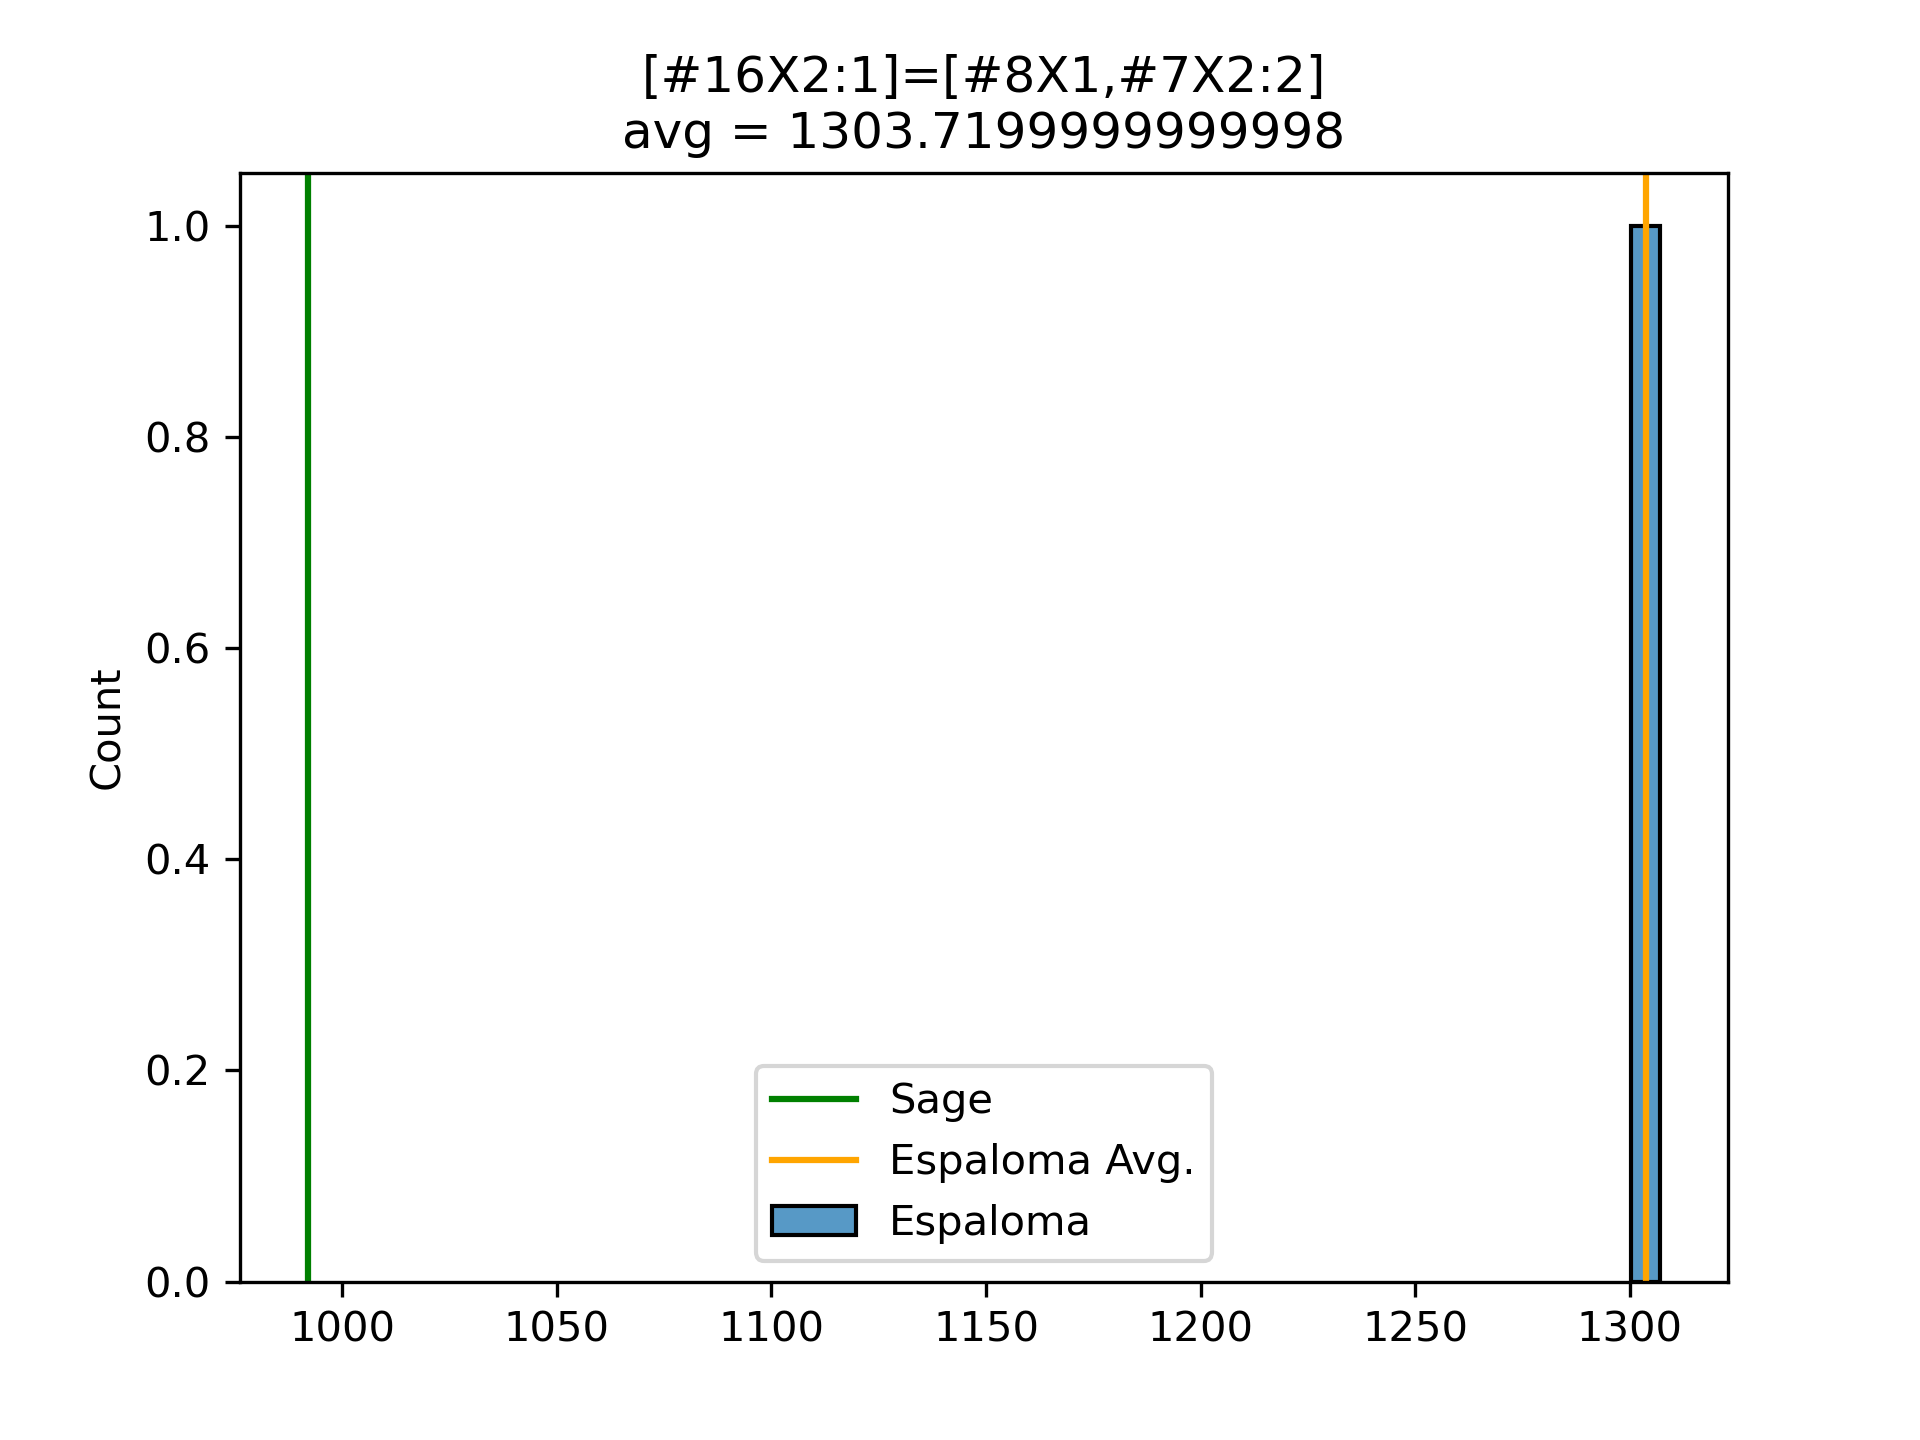 [#16X2:1]=[#8X1,#7X2:2]
avg = 1303.7199999999998
1.0
0.8
0.6
0.4
0.2
0.0
Count
Sage
Espaloma Avg.
Espaloma
1000 1050 1100 1150 1200 1250 1300